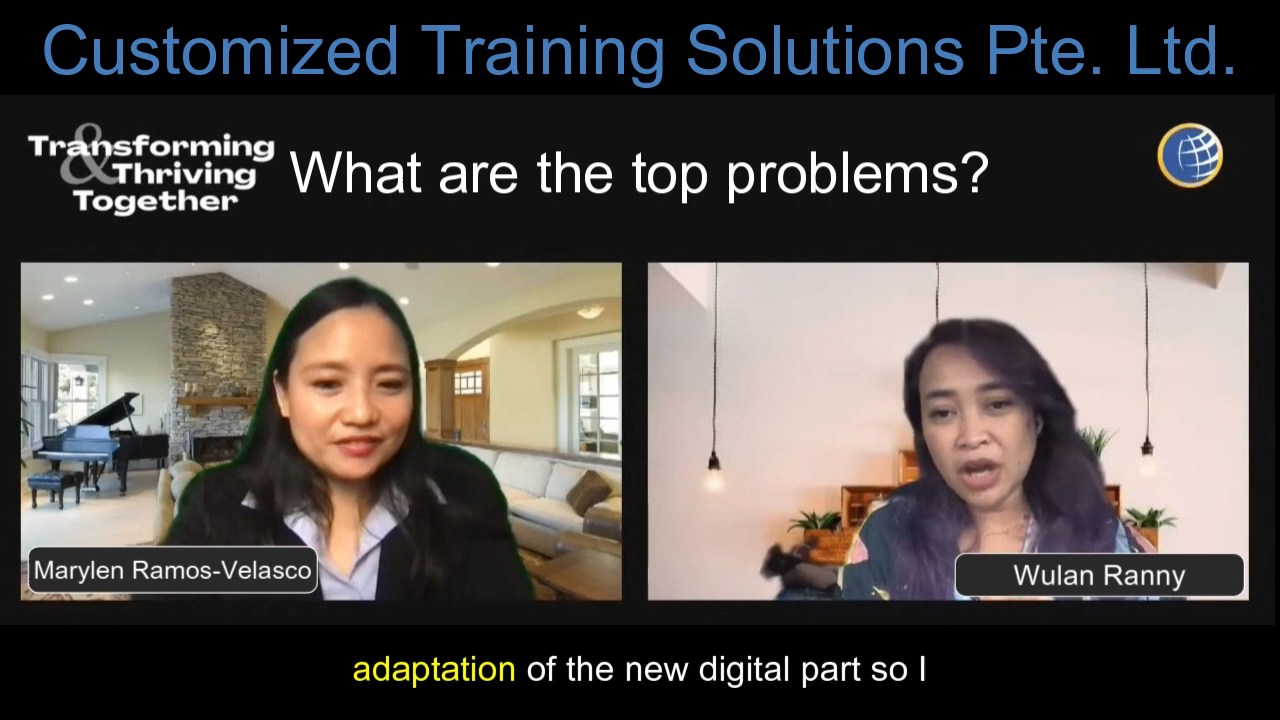 Customized Training Solutions Pte. Ltd.
Transforming
& Thriving
Together
What are the top problems?
Marylen Ramos-Velasco
Wulan Ranny
adaptation of the new digital part so I